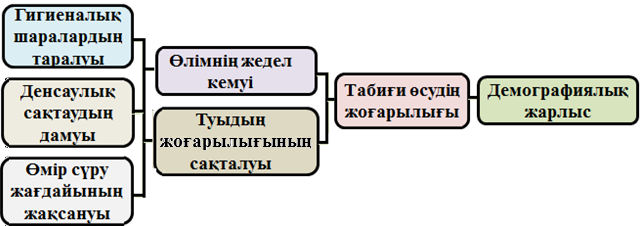 Гигиеналық
шаралардың
таралуы
Денсаулық
сақтаудың
дамуы
Өмір сүру
жағдайының
жақсануы
Өлімнің жедел
кемуі
Туыдың
жоғарылығының
сақталуы
Табиғи өсудің
жоғарылығы
Демографиялық
жарлыс